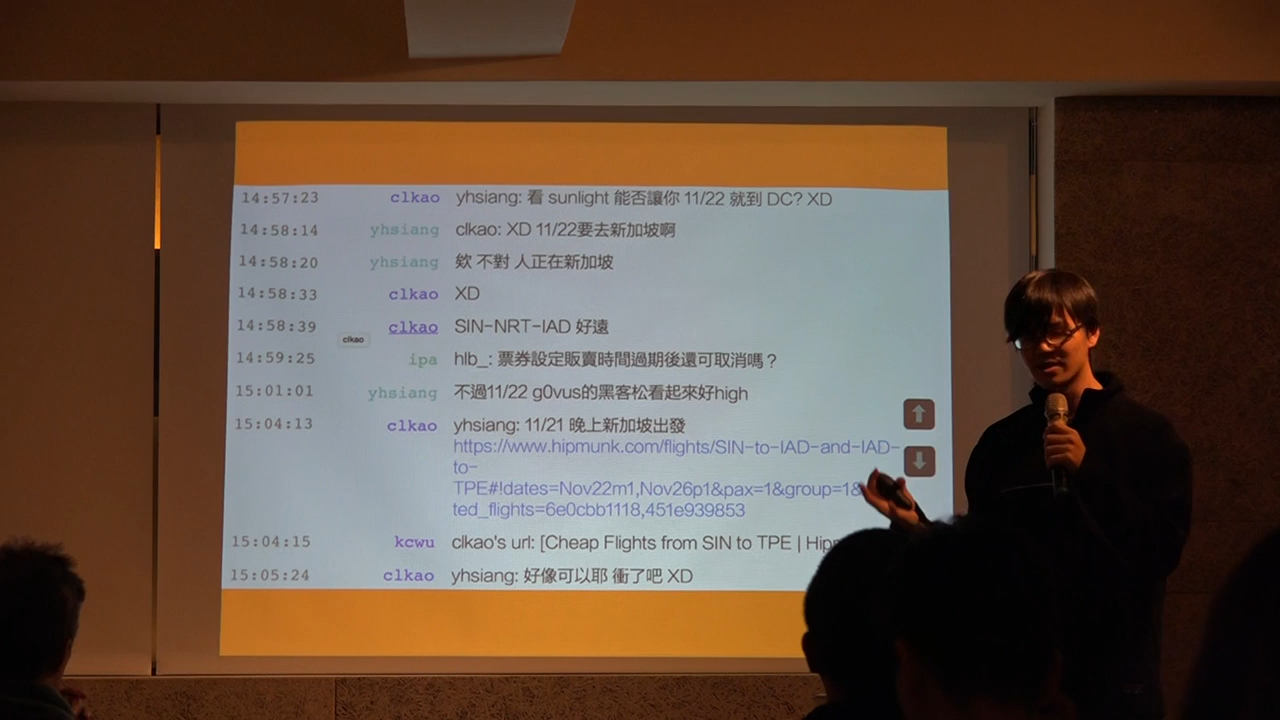 14:57:23 clkao yhsiang: 看 sunlight 能否讓你 11/22 就到 DC? XD
14:58:14 yhsiang clkao: XD 11/22要去新加坡啊
14:58:20 yhsiang 欸 不對 人正在新加坡
14:58:33 clkao XD
14:58:39 clkao SIN-NRT-IAD 好遠
clkao
14:59:25 ipa hlb_: 票券設定販賣時間過期後還可取消嗎？
15:01:01 yhsiang 不過11/22 g0vus的黑客松看起來好high
15:04:13 clkao yhsiang: 11/21 晚上新加坡出發
https://www.hipmunk.com/flights/SIN-to-IAD-and-IAD-
to-
TPE#!dates=Nov22m1,Nov26p1&pax=1&group=1&
ted_flights=6e0cbb1118,451e939853
15:04:15 kcwu clkao's url: [Cheap Flights from SIN to TPE | Hip
15:05:24 clkao yhsiang: 好像可以耶 衝了吧 XD